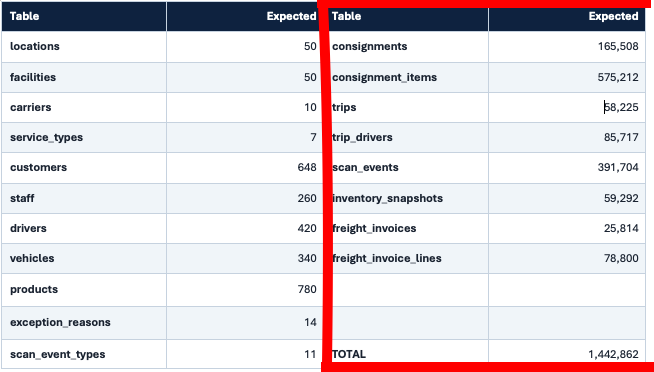 Table Expected Table Expected
locations 50 consignments 165,508
facilities 50 consignment_items 575,212
carriers 10 trips 58,225
service_types 7 trip_drivers 85,717
customers 648 scan_events 391,704
staff 260 inventory_snapshots 59,292
drivers 420 freight_invoices 25,814
vehicles 340 freight_invoice_lines 78,800
products 780
exception_reasons 14
scan_event_types 11 TOTAL 1,442,862